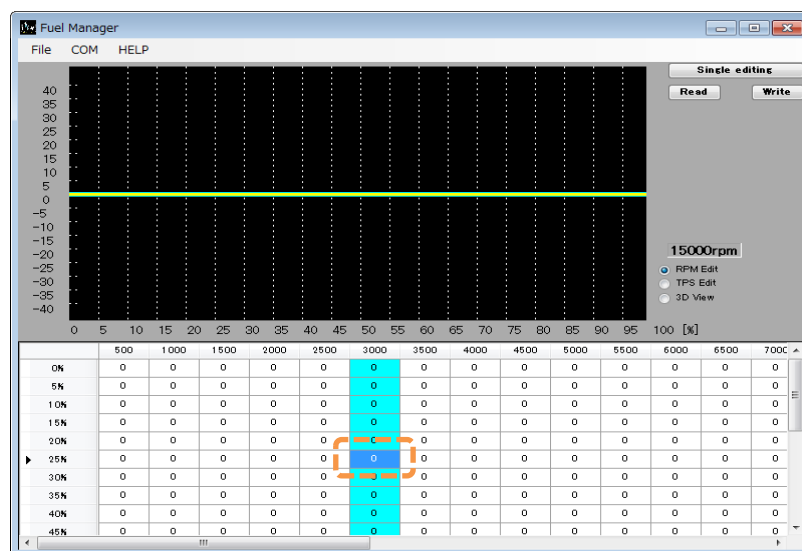 Fuel Manager
File COM HELP
Single editing
Read Write
40
35
30
25
20
15
10
5
0
-5
-10
-15
-20
-25
-30
-35
-40
15000rpm
RPM Edit
TPS Edit
3D View
0 5 10 15 20 25 30 35 40 45 50 55 60 65 70 75 80 85 90 95 100 [%]
500 1000 1500 2000 2500 3000 3500 4000 4500 5000 5500 6000 6500 7000
0% 0 0 0 0 0 0 0 0 0 0 0 0 0 0
5% 0 0 0 0 0 0 0 0 0 0 0 0 0 0
10% 0 0 0 0 0 0 0 0 0 0 0 0 0 0
15% 0 0 0 0 0 0 0 0 0 0 0 0 0 0
20% 0 0 0 0 0 0 0 0 0 0 0 0 0 0
25% 0 0 0 0 0 0 0 0 0 0 0 0 0 0
30% 0 0 0 0 0 0 0 0 0 0 0 0 0 0
35% 0 0 0 0 0 0 0 0 0 0 0 0 0 0
40% 0 0 0 0 0 0 0 0 0 0 0 0 0 0
45% 0 0 0 0 0 0 0 0 0 0 0 0 0 0